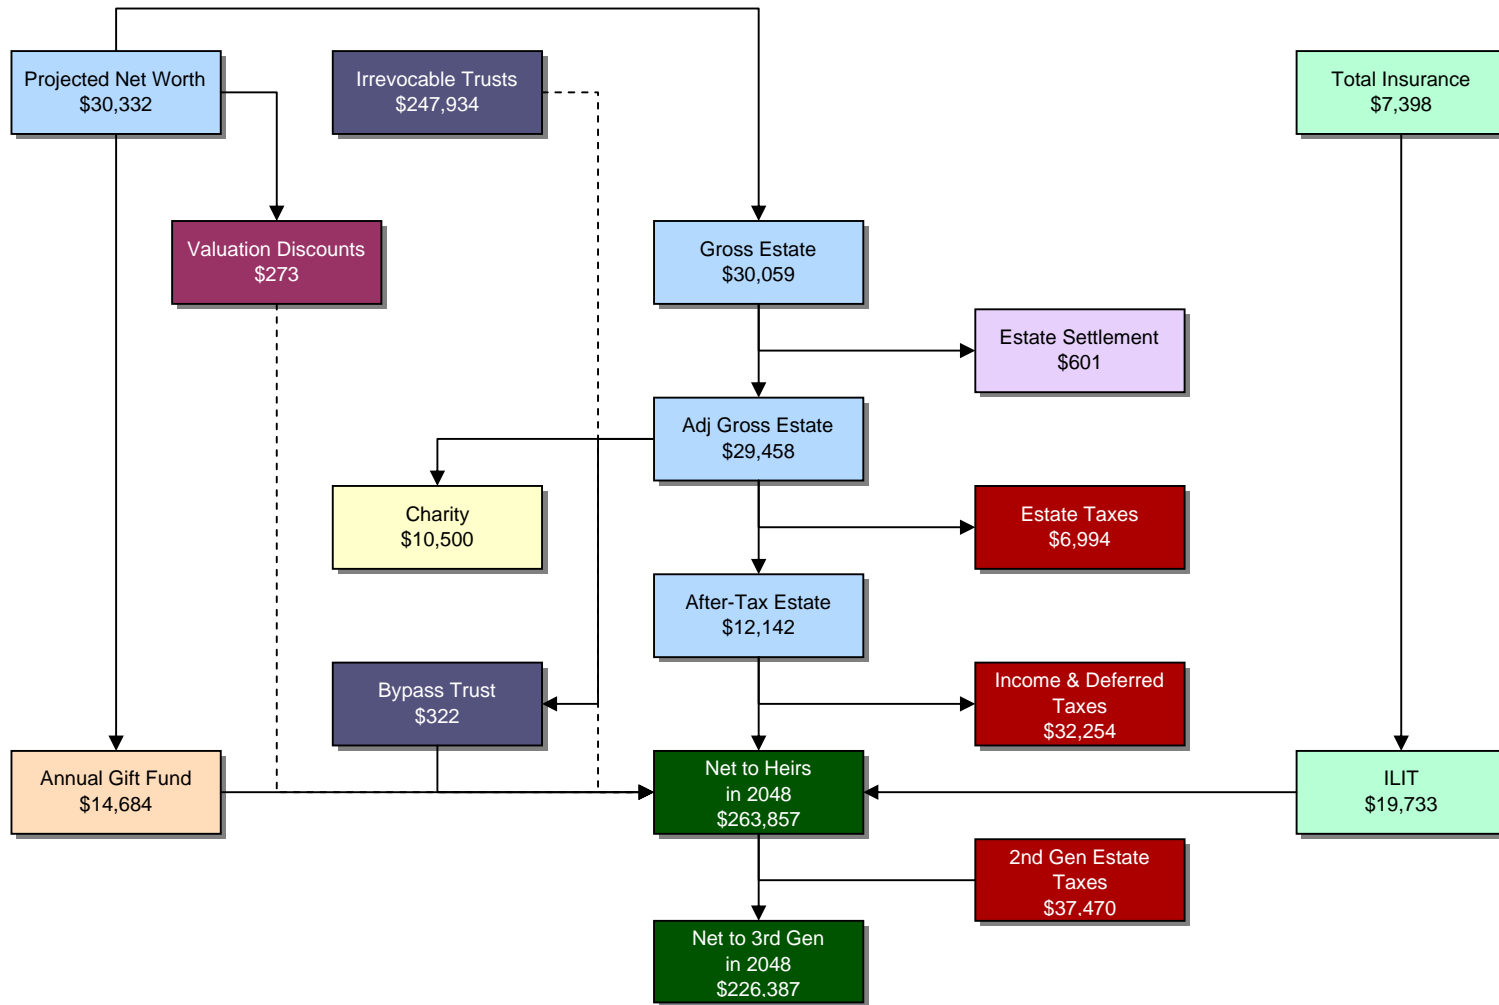 Projected Net Worth
$30,332
Irrevocable Trusts
$247,934
Total Insurance
$7,398
Valuation Discounts
$273
Gross Estate
$30,059
Estate Settlement
$601
Adj Gross Estate
$29,458
Charity
$10,500
Estate Taxes
$6,994
After-Tax Estate
$12,142
Bypass Trust
$322
Income & Deferred
Taxes
$32,254
Annual Gift Fund
$14,684
Net to Heirs
in 2048
$263,857
ILIT
$19,733
2nd Gen Estate
Taxes
$37,470
Net to 3rd Gen
in 2048
$226,387